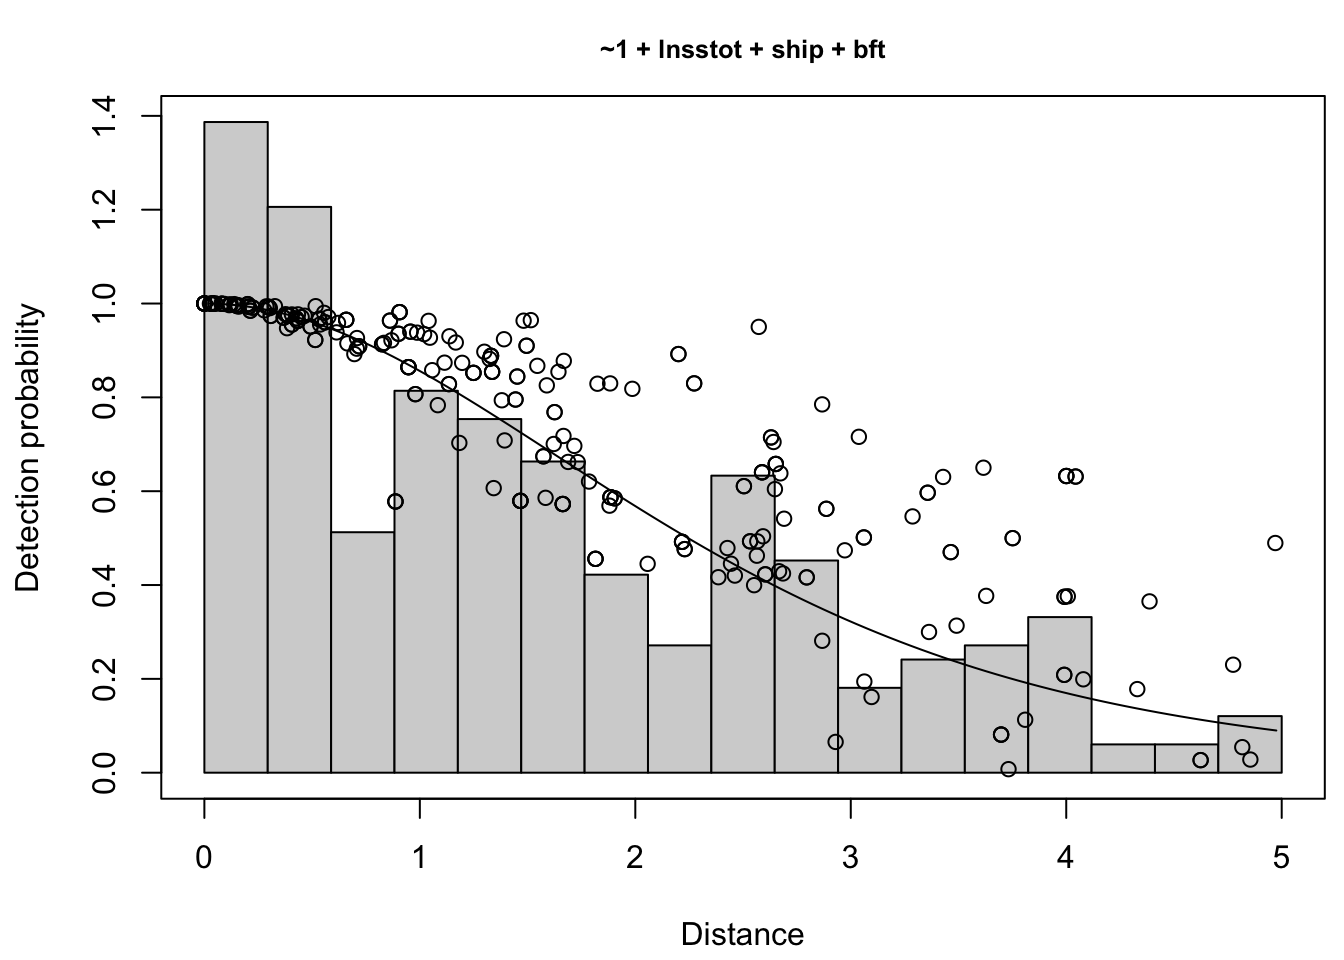 ~1 + lnsstot + ship + bft
Detection probability
1.4
1.2
1.0
0.8
0.6
0.4
0.2
0.0
0 1 2 3 4 5
Distance